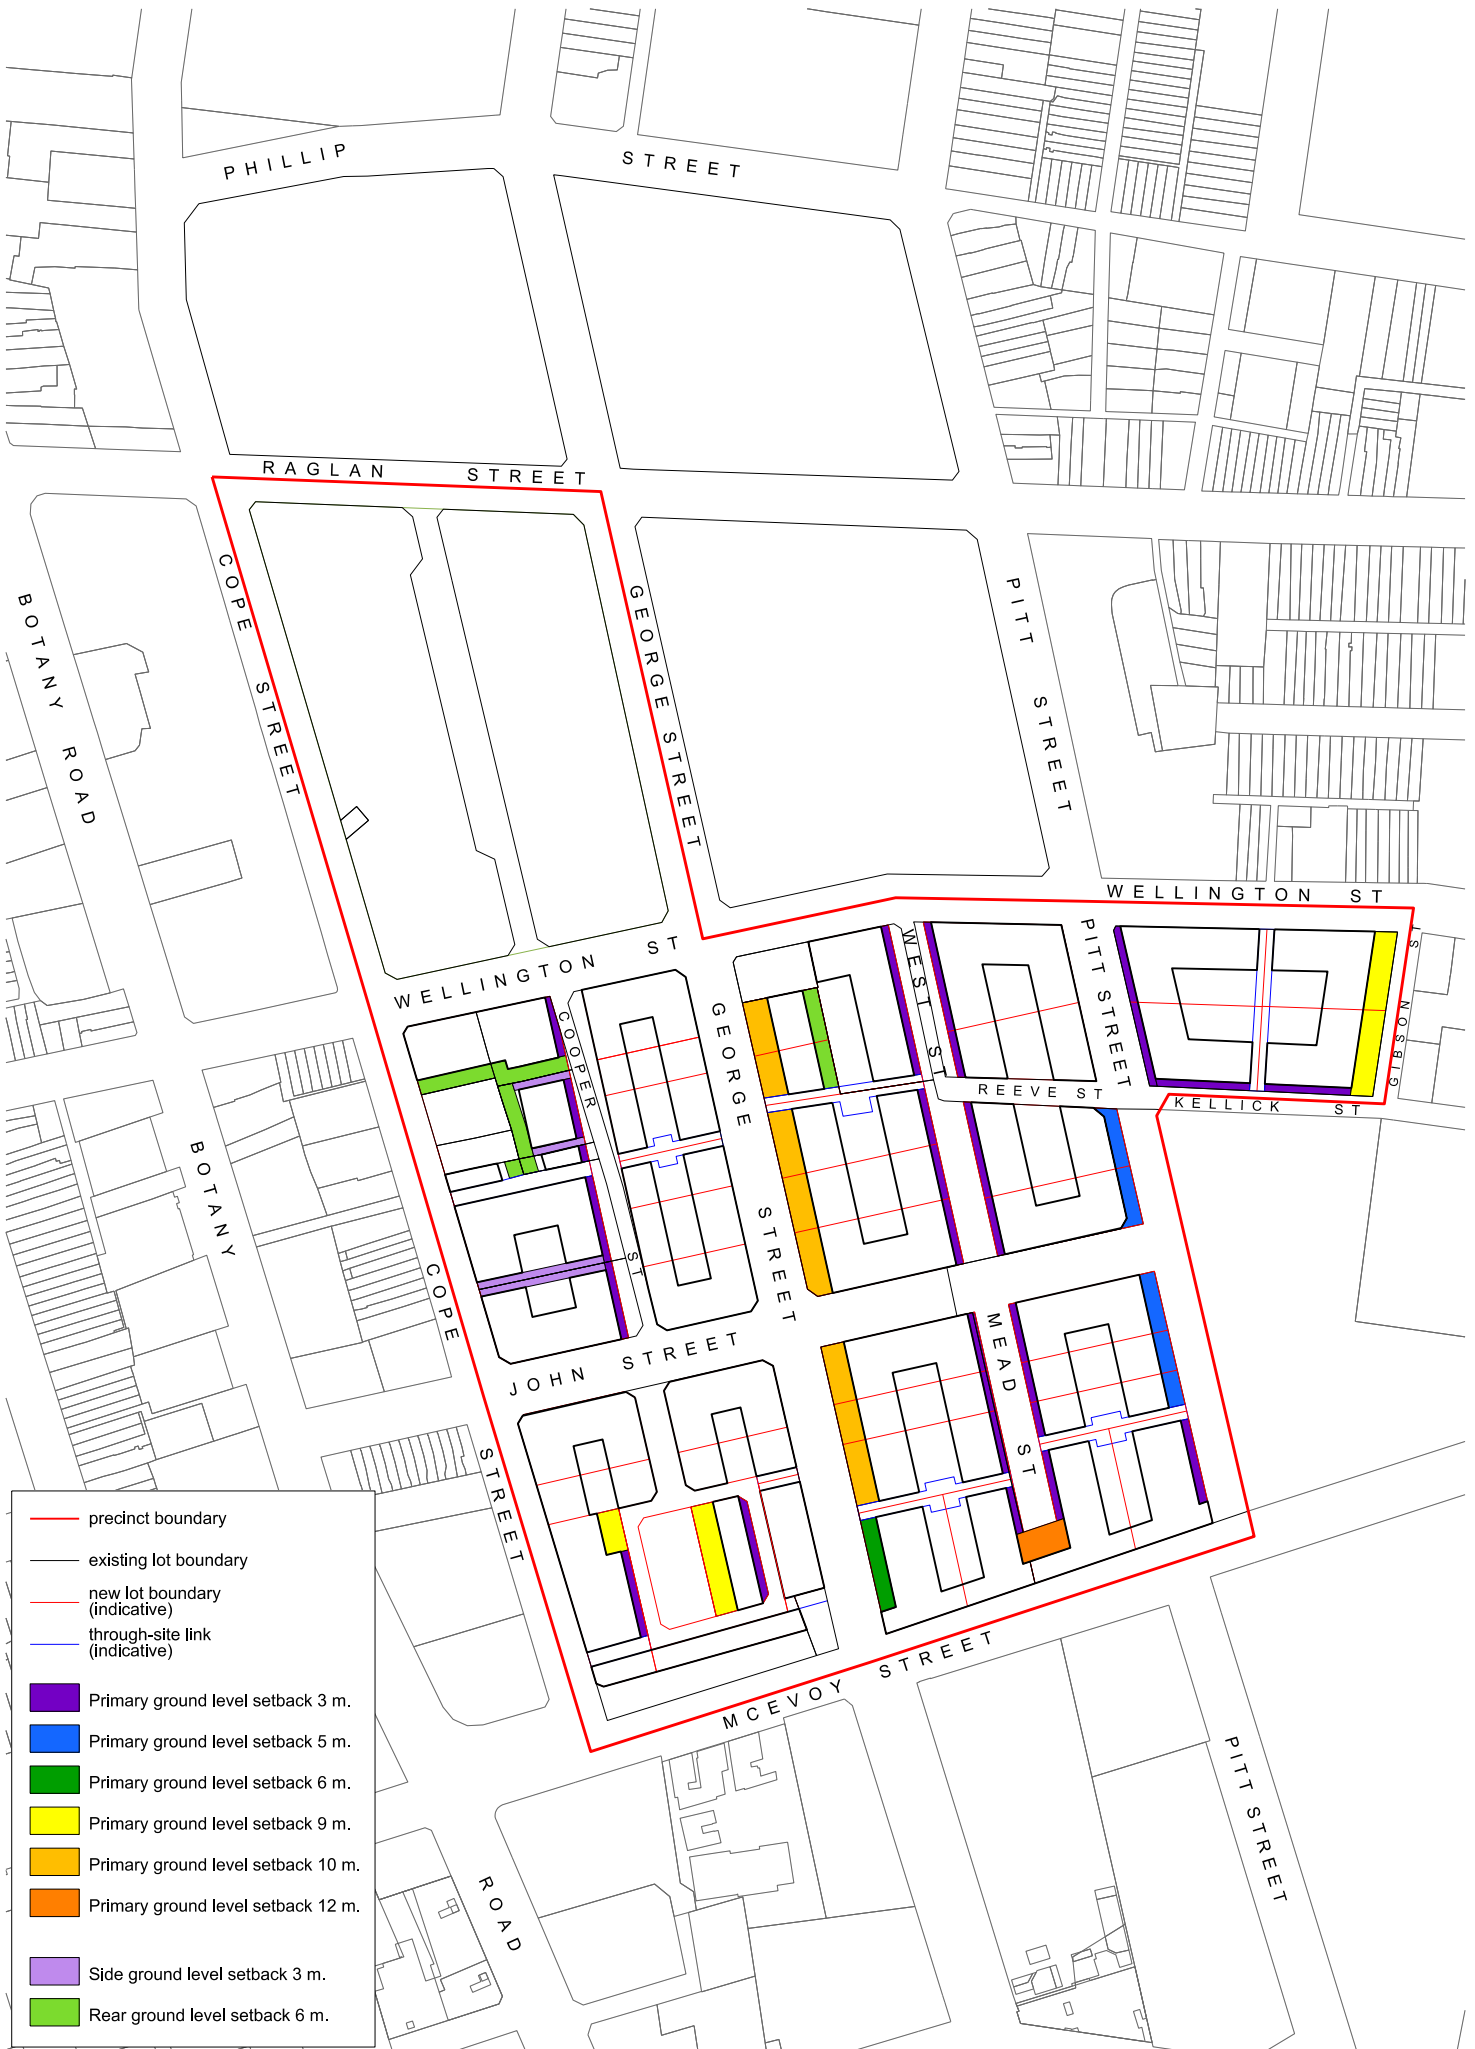 PHILLIP STREET
RAGLAN STREET
COPE STREET
GEORGE STREET
PITT STREET
BOTANY ROAD
WELLINGTON ST
WELLINGTON ST
WEST ST
PITT STREET
GIBSON ST
COOPER ST
GEORGE STREET
REEVE ST
KELLICK ST
BOTANY ROAD
COPE STREET
JOHN STREET
MEAD ST
MCEVOY STREET
PITT STREET
precinct boundary
existing lot boundary
new lot boundary
(indicative)
through-site link
(indicative)
Primary ground level setback 3 m.
Primary ground level setback 5 m.
Primary ground level setback 6 m.
Primary ground level setback 9 m.
Primary ground level setback 10 m.
Primary ground level setback 12 m.
Side ground level setback 3 m.
Rear ground level setback 6 m.